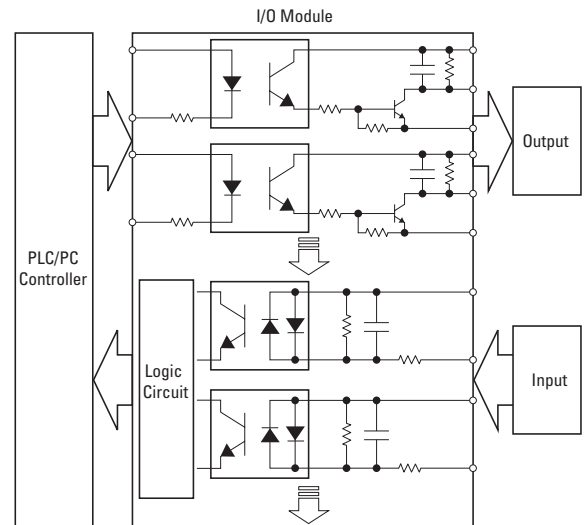 I/O Module
Output
PLC/PC
Controller
Logic
Circuit
Input